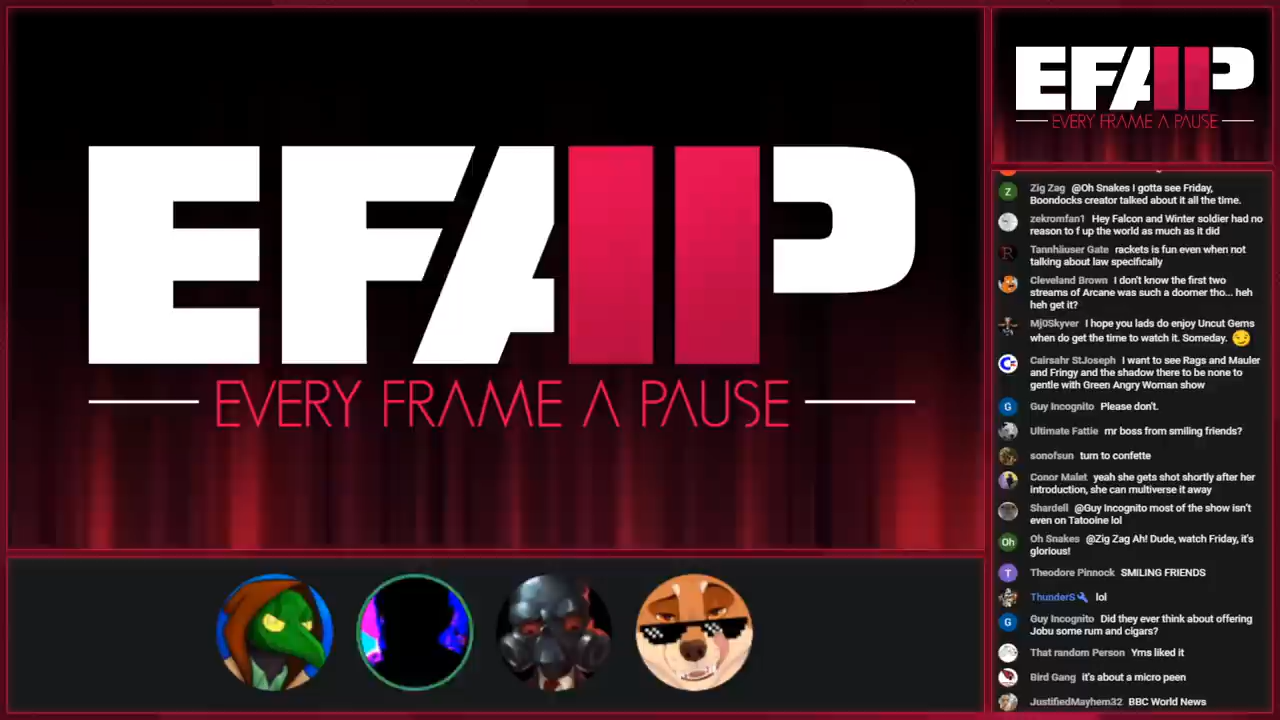 EFAP
EVERY FRAME A PAUSE
EFAP
EVERY FRAME A PAUSE
Z
Zig Zag @Oh Snakes I gotta see Friday,
Boondocks creator talked about it all the time.
zekromfan1 Hey Falcon and Winter soldier had no
reason to f up the world as much as it did
R
Tannhäuser Gate rackets is fun even when not
talking about law specifically
Cleveland Brown I don't know the first two
streams of Arcane was such a doomer tho... heh
heh get it?
Mj0Skyver I hope you lads do enjoy Uncut Gems
when do get the time to watch it. Someday. 😏
Cairsahr StJoseph I want to see Rags and Mauler
and Fringy and the shadow there to be none to
gentle with Green Angry Woman show
G
Guy Incognito Please don't.
Ultimate Fattie mr boss from smiling friends?
sonofsun turn to confette
Conor Malet yeah she gets shot shortly after her
introduction, she can multiverse it away
Shardell @Guy Incognito most of the show isn't
even on Tatooine lol
Oh
Oh Snakes @Zig Zag Ah! Dude, watch Friday, it's
glorious!
T
Theodore Pinnock SMILING FRIENDS
ThunderS lol
G
Guy Incognito Did they ever think about offering
Jobu some rum and cigars?
That random Person Yms liked it
Bird Gang it's about a micro peen
JustifiedMayhem32 BBC World News